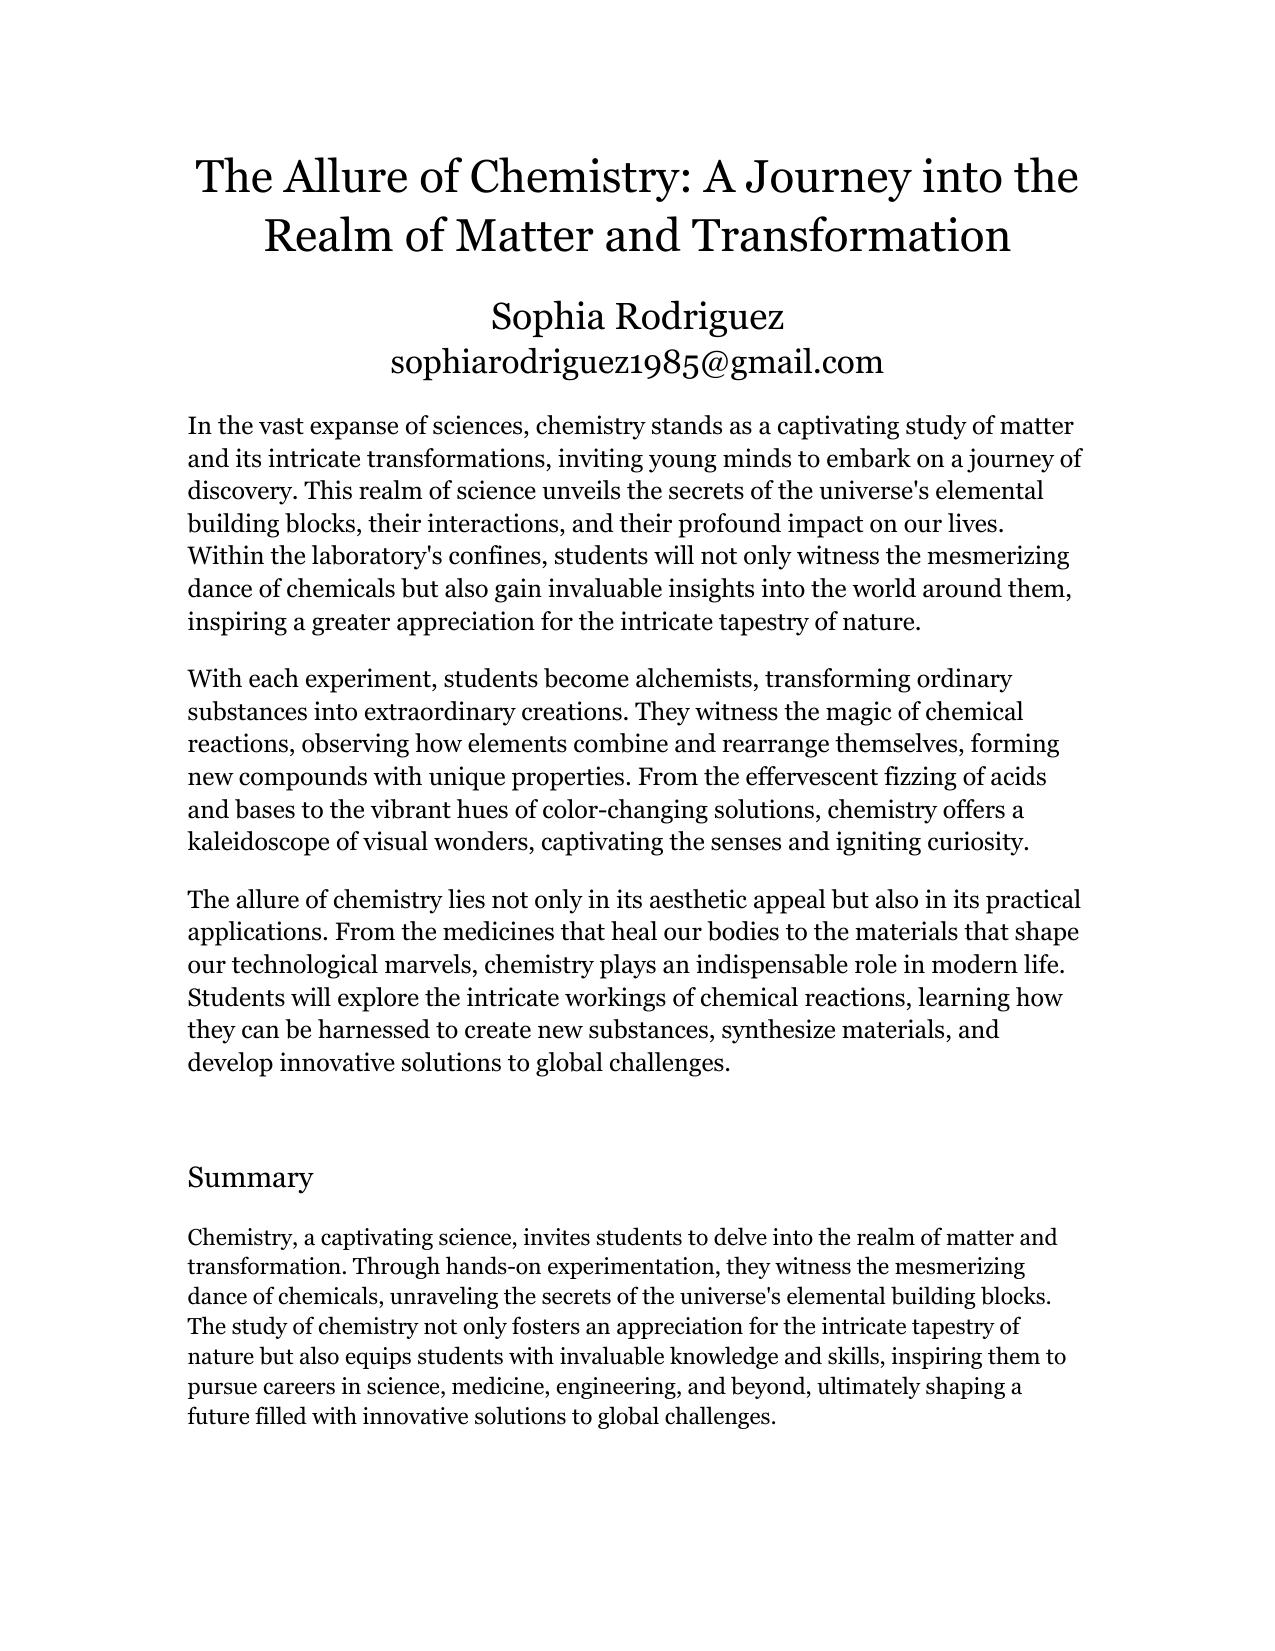 The Allure of Chemistry: A Journey into the
Realm of Matter and Transformation
Sophia Rodriguez
sophiarodriguez1985@gmail.com
In the vast expanse of sciences, chemistry stands as a captivating study of matter
and its intricate transformations, inviting young minds to embark on a journey of
discovery. This realm of science unveils the secrets of the universe's elemental
building blocks, their interactions, and their profound impact on our lives.
Within the laboratory's confines, students will not only witness the mesmerizing
dance of chemicals but also gain invaluable insights into the world around them,
inspiring a greater appreciation for the intricate tapestry of nature.
With each experiment, students become alchemists, transforming ordinary
substances into extraordinary creations. They witness the magic of chemical
reactions, observing how elements combine and rearrange themselves, forming
new compounds with unique properties. From the effervescent fizzing of acids
and bases to the vibrant hues of color-changing solutions, chemistry offers a
kaleidoscope of visual wonders, captivating the senses and igniting curiosity.
The allure of chemistry lies not only in its aesthetic appeal but also in its practical
applications. From the medicines that heal our bodies to the materials that shape
our technological marvels, chemistry plays an indispensable role in modern life.
Students will explore the intricate workings of chemical reactions, learning how
they can be harnessed to create new substances, synthesize materials, and
develop innovative solutions to global challenges.
Summary
Chemistry, a captivating science, invites students to delve into the realm of matter and
transformation. Through hands-on experimentation, they witness the mesmerizing
dance of chemicals, unraveling the secrets of the universe's elemental building blocks.
The study of chemistry not only fosters an appreciation for the intricate tapestry of
nature but also equips students with invaluable knowledge and skills, inspiring them to
pursue careers in science, medicine, engineering, and beyond, ultimately shaping a
future filled with innovative solutions to global challenges.